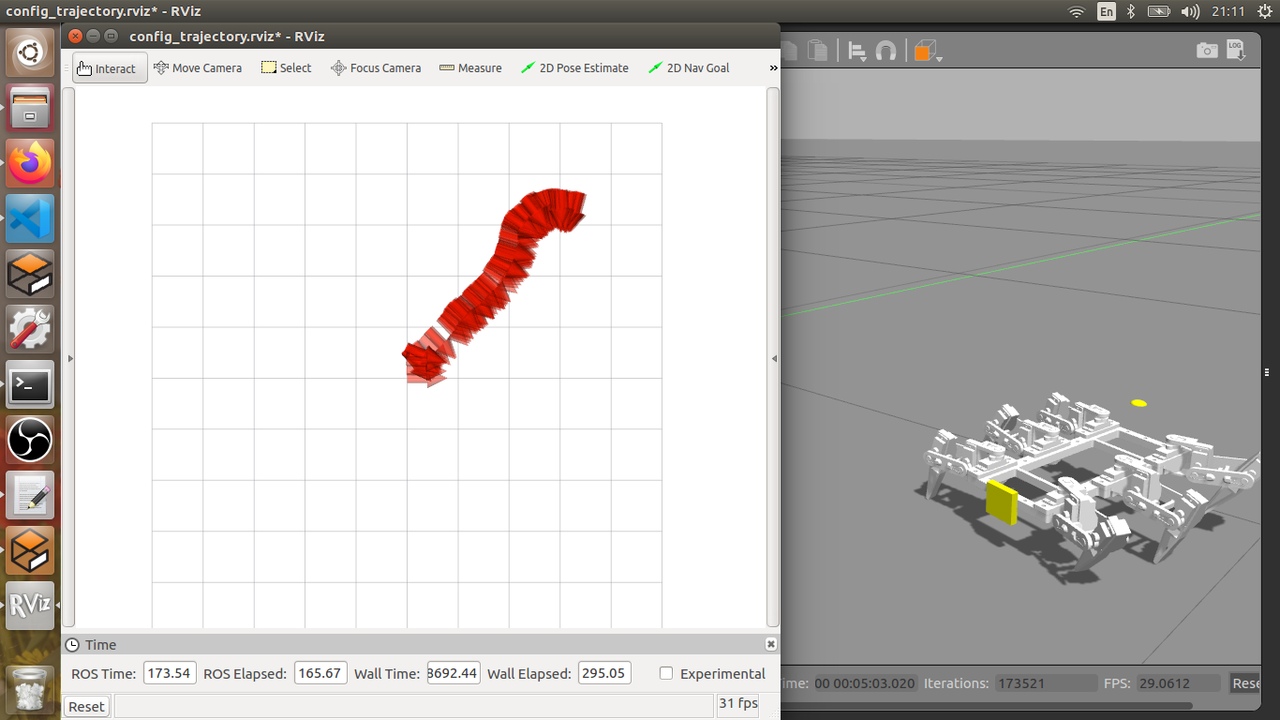 config_trajectory.rviz* - RViz
En
21:11
config_trajectory.rviz* - RViz
Interact
Move Camera
Select
Focus Camera
Measure
2D Pose Estimate
2D Nav Goal
»
LOG
RViz
Time
ROS Time: 173.54 ROS Elapsed: 165.67 Wall Time: 8692.44 Wall Elapsed: 295.05 Experimental
ime: 00 00:05:03.020 Iterations: 173521 FPS: 29.0612 Rese
Reset
31 fps